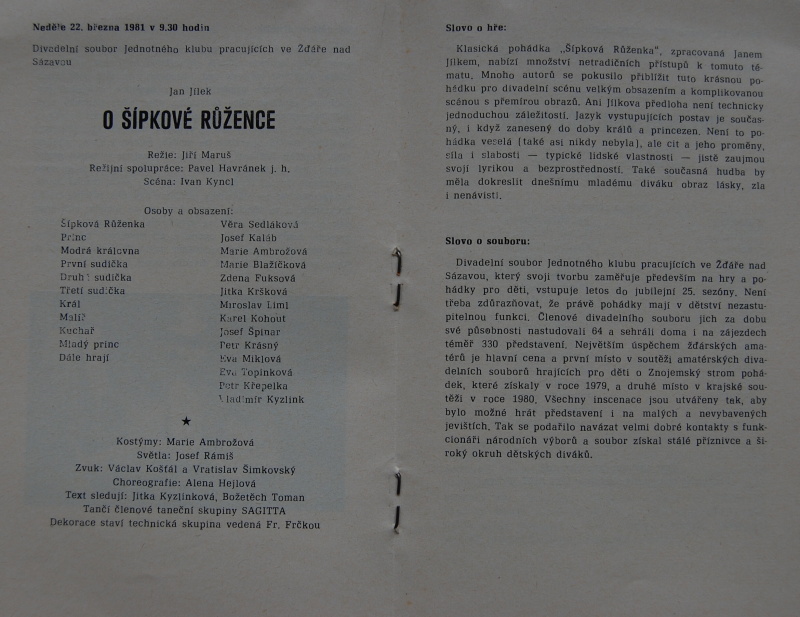 Neděle 22. března 1981 v 9.30 hodin
Divadelní soubor Jednotného klubu pracujících ve Žďáře nad
Sázavou
Jan Jílek
O ŠÍPKOVÉ RŮŽENCE
Režie: Jiří Maruš
Režijní spolupráce: Pavel Havránek j. h.
Scéna: Ivan Kyncl
Osoby a obsazení:
Šípková Růženka Věra Sedláková
Princ Josef Kaláb
Modrá královna Marie Ambrožová
První sudička Marie Blažíčková
Druhá sudička Zdena Fuksová
Třetí sudička Jitka Kršková
Král Miroslav Liml
Malíř Karel Kohout
Kuchař Josef Špinar
Mladý princ Petr Krásný
Dále hrají Eva Miklová
Eva Topinková
Petr Křepelka
Vladimír Kyzlink
★
Kostýmy: Marie Ambrožová
Světla: Josef Rámiš
Zvuk: Václav Košťál a Vratislav Šimkovský
Choreografie: Alena Hejlová
Text sledují: Jitka Kyzlinková, Božetěch Toman
Tančí členové taneční skupiny SAGITTA
Dekorace staví technická skupina vedená Fr. Frčkou
Slovo o hře:
Klasická pohádka „Šípková Růženka“, zpracovaná Janem
Jílkem, nabízí množství netradičních přístupů k tomuto té-
matu. Mnoho autorů se pokusilo přiblížit tuto krásnou po-
hádku pro divadelní scénu velkým obsazením a komplikovanou
scénou s přemírou obrazů. Ani Jílkova předloha není technicky
jednoduchou záležitostí. Jazyk vystupujících postav je součas-
ný, i když zanesený do doby králů a princezen. Není to po-
hádka veselá (také asi nikdy nebyla), ale cit a jeho proměny,
síla i slabosti — typické lidské vlastnosti — jistě zaujmou
svojí lyrikou a bezprostředností. Také současná hudba by
měla dokreslit dnešnímu mladému diváku obraz lásky, zla
i nenávisti.
Slovo o souboru:
Divadelní soubor Jednotného klubu pracujících ve Žďáře nad
Sázavou, který svoji tvorbu zaměřuje především na hry a po-
hádky pro děti, vstupuje letos do jubilejní 25. sezóny. Není
třeba zdůrazňovat, že právě pohádky mají v dětství nezastu-
pitelnou funkci. Členové divadelního souboru jich za dobu
své působnosti nastudovali 64 a sehráli doma i na zájezdech
téměř 330 představení. Největším úspěchem žďárských ama-
térů je hlavní cena a první místo v soutěži amatérských diva-
delních souborů hrajících pro děti o Znojemský strom pohá-
dek, které získaly v roce 1979, a druhé místo v krajské sou-
těži v roce 1980. Všechny inscenace jsou utvářeny tak, aby
bylo možné hrát představení i na malých a nevybavených
jevištích. Tak se podařilo navázat velmi dobré kontakty s funk-
cionáři národních výborů a soubor získal stálé příznivce a ši-
roký okruh dětských diváků.